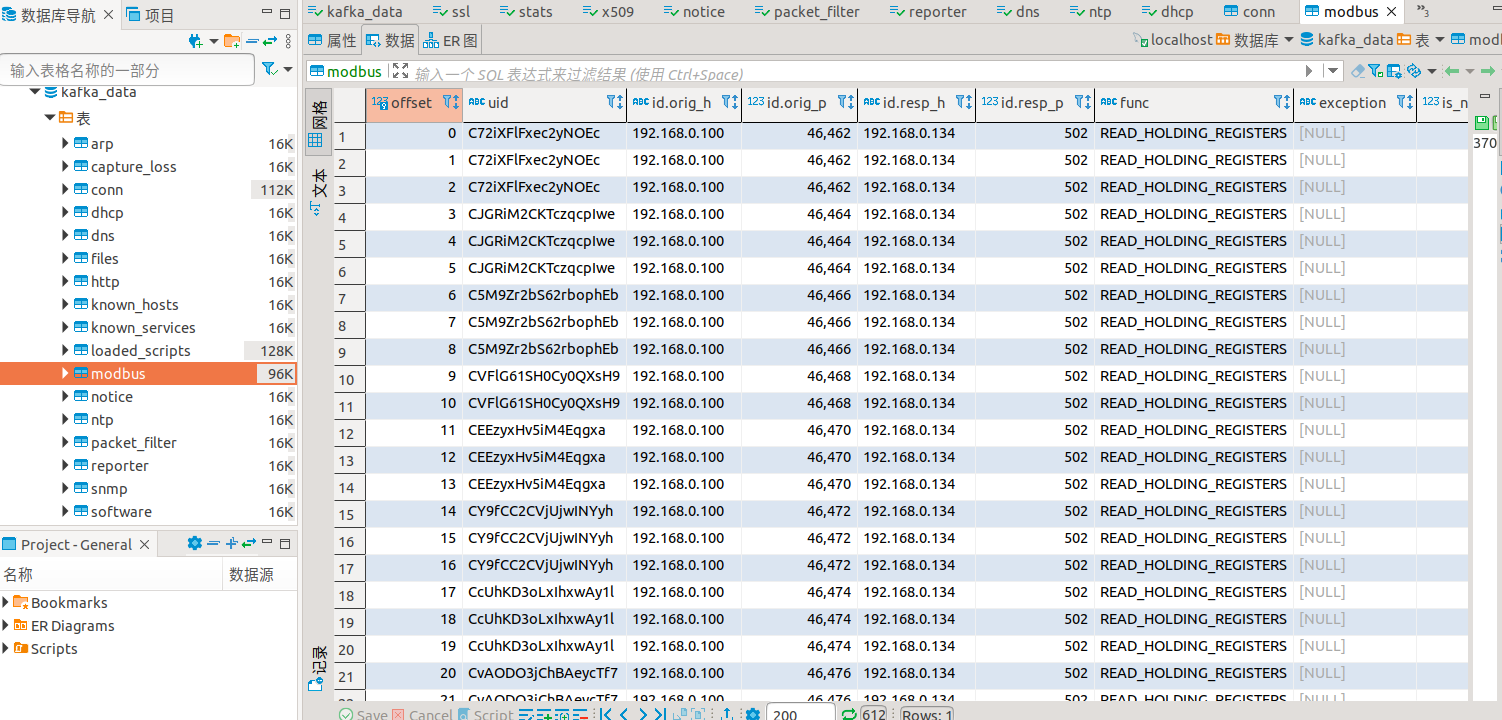 数据库导航 项目
输入表格名称的一部分
kafka_data
表
arp 16K
capture_loss 16K
conn 112K
dhcp 16K
dns 16K
files 16K
http 16K
known_hosts 16K
known_services 16K
loaded_scripts 128K
modbus 96K
notice 16K
ntp 16K
packet_filter 16K
reporter 16K
snmp 16K
software 16K
Project - General
名称 数据源
Bookmarks
ER Diagrams
Scripts
kafka_data ssl stats x509 notice packet_filter reporter dns ntp dhcp conn modbus »3
属性 数据 ER 图 localhost 数据库 kafka_data 表 modb
modbus 输入一个 SQL 表达式来过滤结果 (使用 Ctrl+Space)
网格
文本
记录
123 offset ABC uid ABC id.orig_h 123 id.orig_p ABC id.resp_h 123 id.resp_p ABC func ABC exception 123 is_n
1 0 C72iXFlFxec2yNOEc 192.168.0.100 46,462 192.168.0.134 502 READ_HOLDING_REGISTERS [NULL] 370
2 1 C72iXFlFxec2yNOEc 192.168.0.100 46,462 192.168.0.134 502 READ_HOLDING_REGISTERS [NULL]
3 2 C72iXFlFxec2yNOEc 192.168.0.100 46,462 192.168.0.134 502 READ_HOLDING_REGISTERS [NULL]
4 3 CJGRiM2CKTczqcpIwe 192.168.0.100 46,464 192.168.0.134 502 READ_HOLDING_REGISTERS [NULL]
5 4 CJGRiM2CKTczqcpIwe 192.168.0.100 46,464 192.168.0.134 502 READ_HOLDING_REGISTERS [NULL]
6 5 CJGRiM2CKTczqcpIwe 192.168.0.100 46,464 192.168.0.134 502 READ_HOLDING_REGISTERS [NULL]
7 6 C5M9Zr2bS62rbophEb 192.168.0.100 46,466 192.168.0.134 502 READ_HOLDING_REGISTERS [NULL]
8 7 C5M9Zr2bS62rbophEb 192.168.0.100 46,466 192.168.0.134 502 READ_HOLDING_REGISTERS [NULL]
9 8 C5M9Zr2bS62rbophEb 192.168.0.100 46,466 192.168.0.134 502 READ_HOLDING_REGISTERS [NULL]
10 9 CVFlG61SH0Cy0QXsH9 192.168.0.100 46,468 192.168.0.134 502 READ_HOLDING_REGISTERS [NULL]
11 10 CVFlG61SH0Cy0QXsH9 192.168.0.100 46,468 192.168.0.134 502 READ_HOLDING_REGISTERS [NULL]
12 11 CEEzyxHv5iM4Eqgxa 192.168.0.100 46,470 192.168.0.134 502 READ_HOLDING_REGISTERS [NULL]
13 12 CEEzyxHv5iM4Eqgxa 192.168.0.100 46,470 192.168.0.134 502 READ_HOLDING_REGISTERS [NULL]
14 13 CEEzyxHv5iM4Eqgxa 192.168.0.100 46,470 192.168.0.134 502 READ_HOLDING_REGISTERS [NULL]
15 14 CY9fCC2CVjUjwINYyh 192.168.0.100 46,472 192.168.0.134 502 READ_HOLDING_REGISTERS [NULL]
16 15 CY9fCC2CVjUjwINYyh 192.168.0.100 46,472 192.168.0.134 502 READ_HOLDING_REGISTERS [NULL]
17 16 CY9fCC2CVjUjwINYyh 192.168.0.100 46,472 192.168.0.134 502 READ_HOLDING_REGISTERS [NULL]
18 17 CcUhKD3oLxIhxwAy1l 192.168.0.100 46,474 192.168.0.134 502 READ_HOLDING_REGISTERS [NULL]
19 18 CcUhKD3oLxIhxwAy1l 192.168.0.100 46,474 192.168.0.134 502 READ_HOLDING_REGISTERS [NULL]
20 19 CcUhKD3oLxIhxwAy1l 192.168.0.100 46,474 192.168.0.134 502 READ_HOLDING_REGISTERS [NULL]
21 20 CvAODO3jChBAeycTf7 192.168.0.100 46,476 192.168.0.134 502 READ_HOLDING_REGISTERS [NULL]
21 CvAODO3jChBAeycTf7 192.168.0.100 46,476 192.168.0.134 502 READ_HOLDING_REGISTERS [NULL]
Save Cancel Script 200 612 Rows: 1